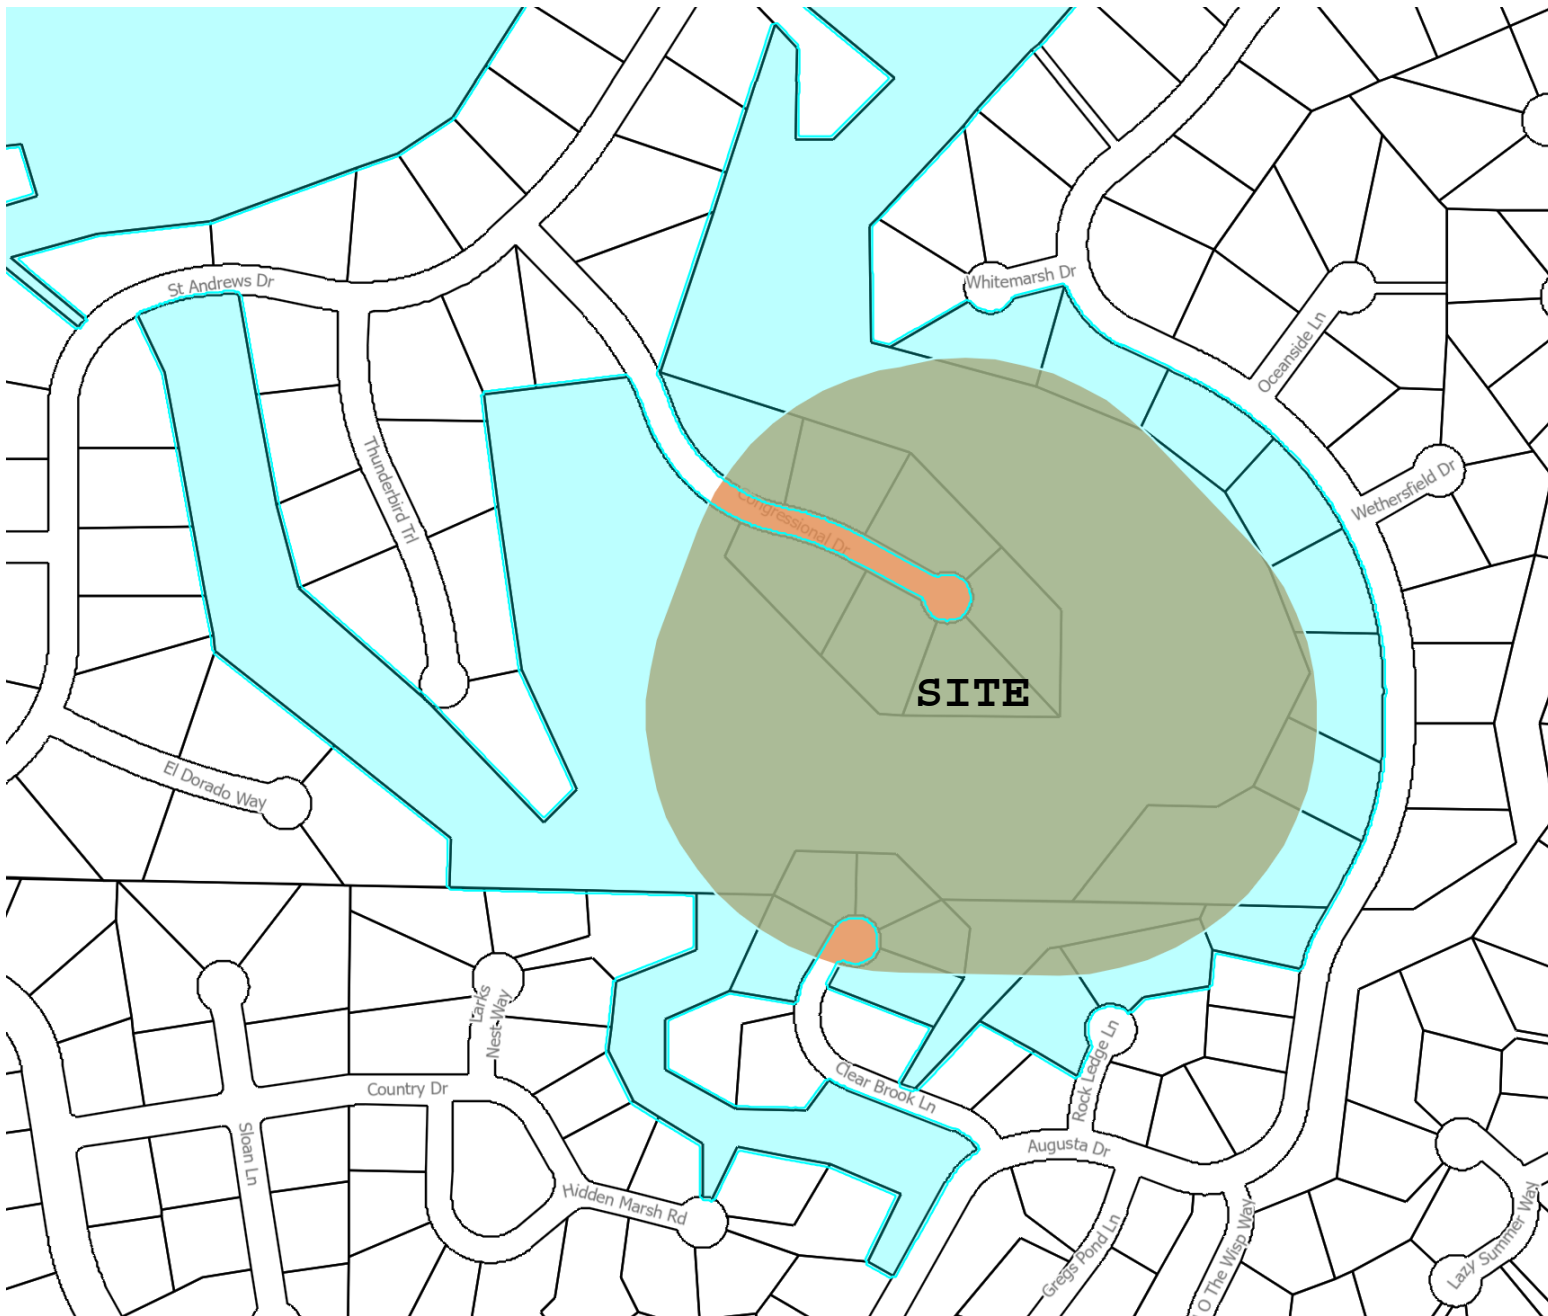 St Andrews Dr
Whitemarsh Dr
Oceanside Ln
Thunderbird Trl
Wethersfield Dr
Congressional Dr
SITE
El Dorado Way
Larks
Nest Way
Country Dr
Clear Brook Ln
Rock Ledge Ln
Sloan Ln
Augusta Dr
Hidden Marsh Rd
Gregs Pond Ln
O The Wisp Way
Lazy Summer Way